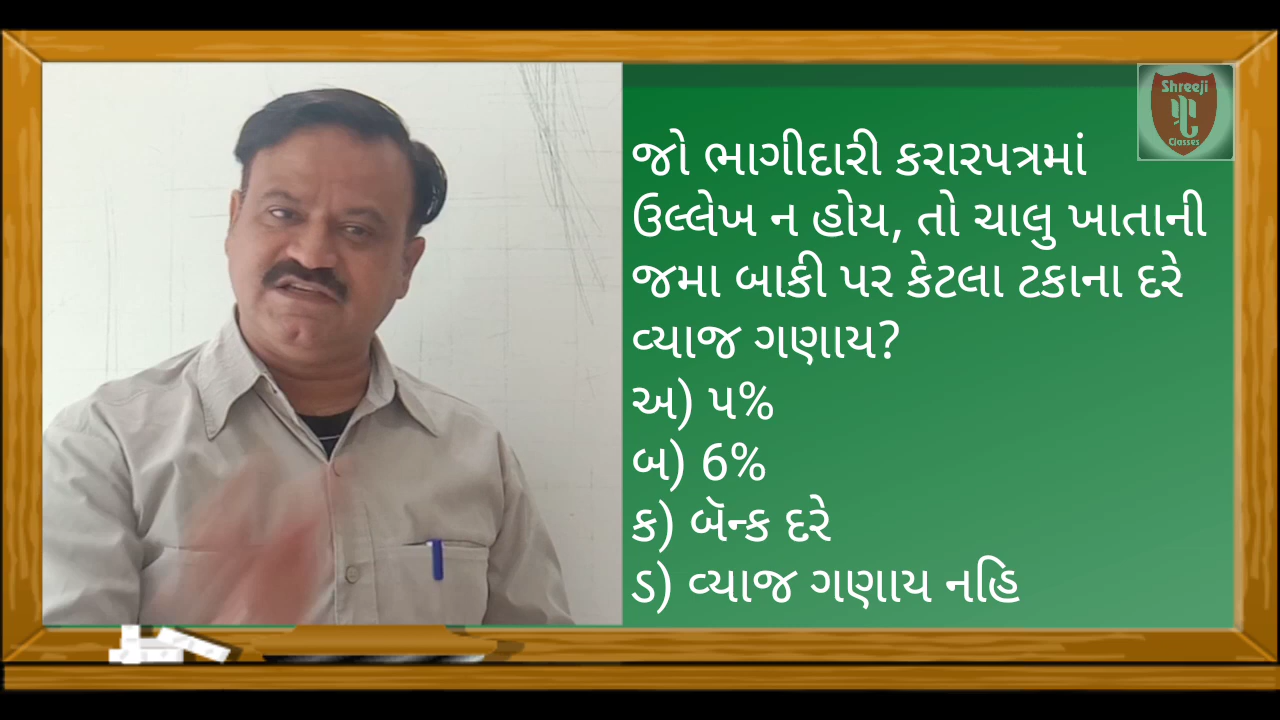 Shreeji
Classes
જો ભાગીદારી કરારપત્રમાં
ઉલ્લેખ ન હોય, તો ચાલુ ખાતાની
જમા બાકી પર કેટલા ટકાના દરે
વ્યાજ ગણાય?
અ) ૫%
બ) 6%
ક) બૅન્ક દરે
ડ) વ્યાજ ગણાય નહિ